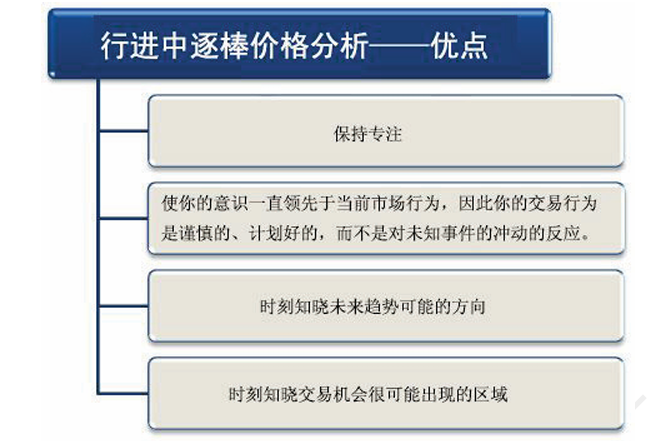 行进中逐棒价格分析——优点
保持专注
使你的意识一直领先于当前市场行为，因此你的交易行为
是谨慎的、计划好的，而不是对未知事件的冲动的反应。
时刻知晓未来趋势可能的方向
时刻知晓交易机会很可能出现的区域